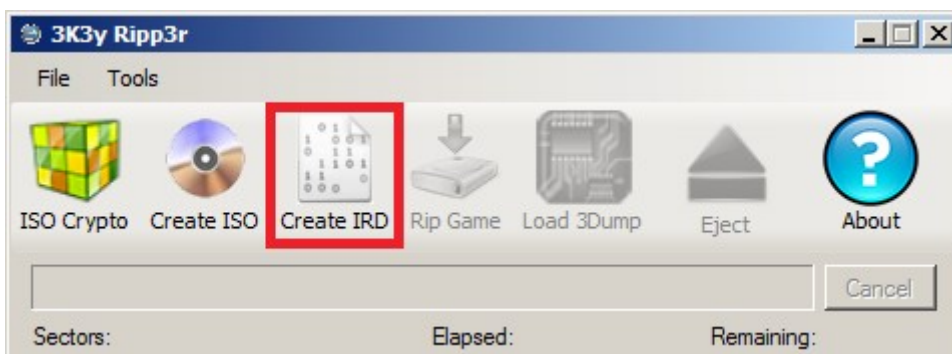 3K3y Ripp3r
File Tools
ISO Crypto Create ISO Create IRD Rip Game Load 3Dump Eject About
Cancel
Sectors: Elapsed: Remaining: